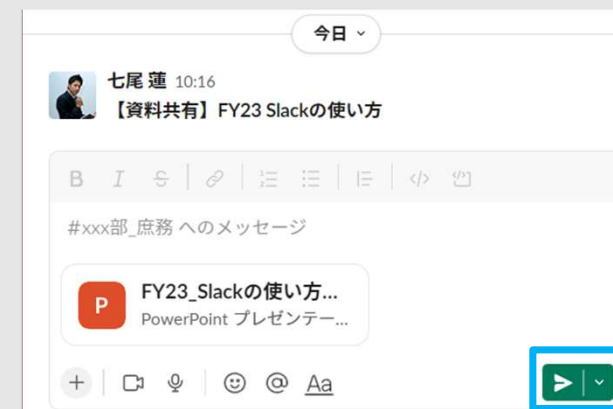 今日
七尾 蓮 10:16
【資料共有】FY23 Slackの使い方
B I S
#xxx部_庶務 へのメッセージ
P
FY23_Slackの使い方...
PowerPoint プレゼンテー...
@ Aa